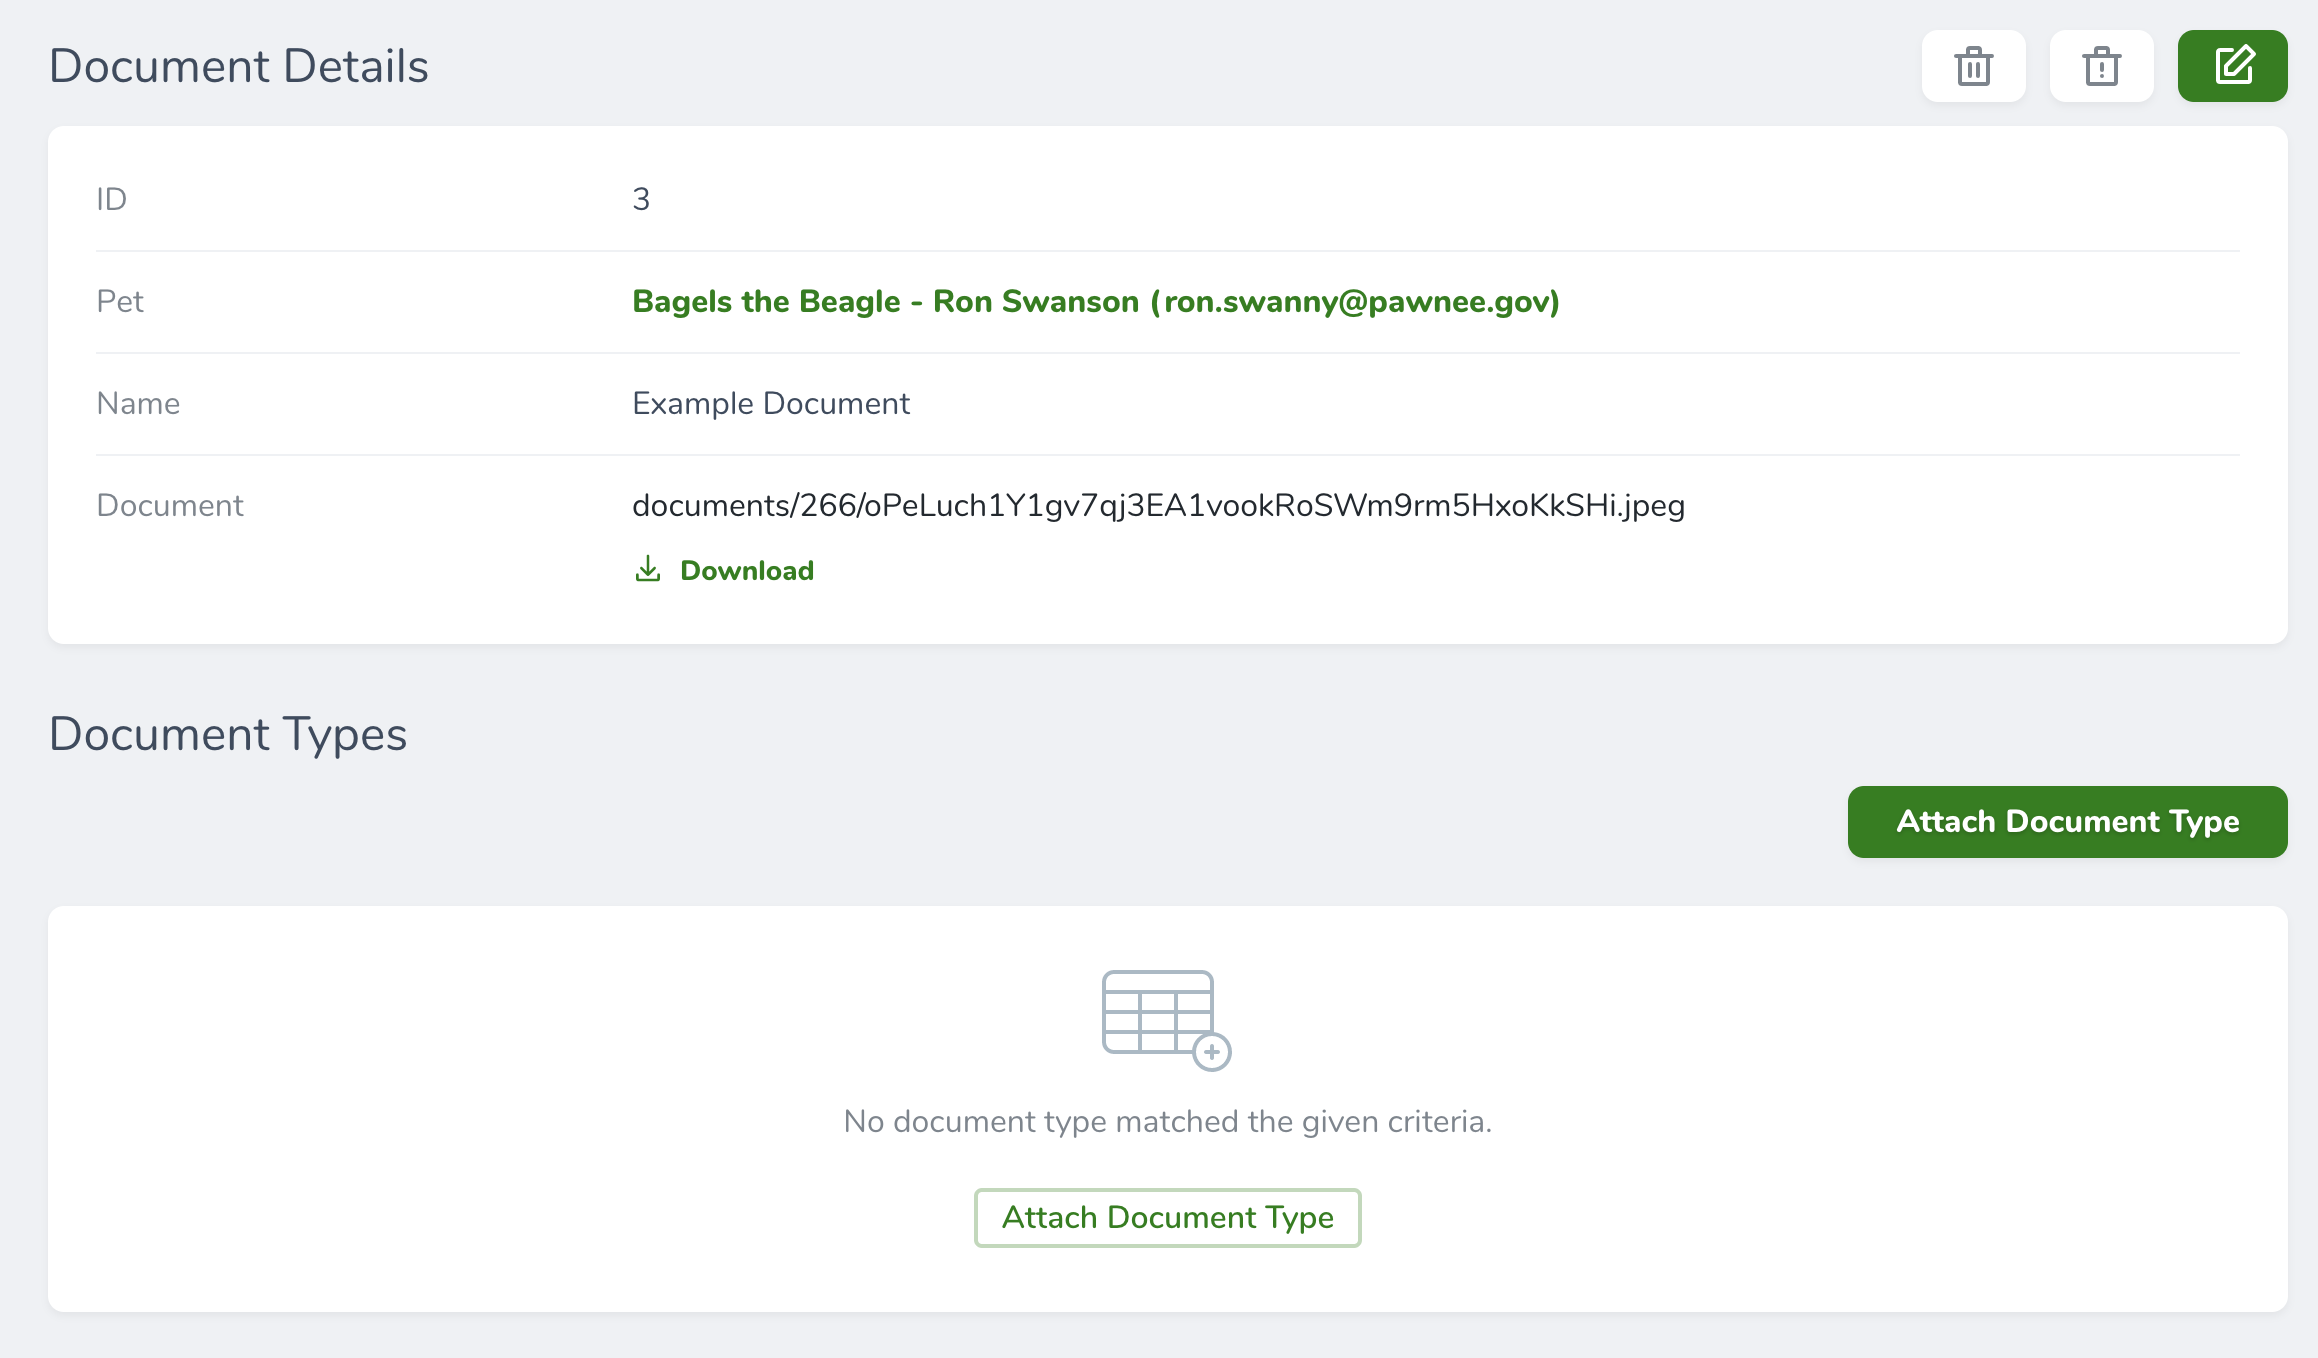 Document Details
ID 3
Pet Bagels the Beagle - Ron Swanson (ron.swanny@pawnee.gov)
Name Example Document
Document documents/266/oPeLuch1Y1gv7qj3EA1vookRoSWm9rm5HxoKkSHi.jpeg
Download
Document Types
Attach Document Type
No document type matched the given criteria.
Attach Document Type